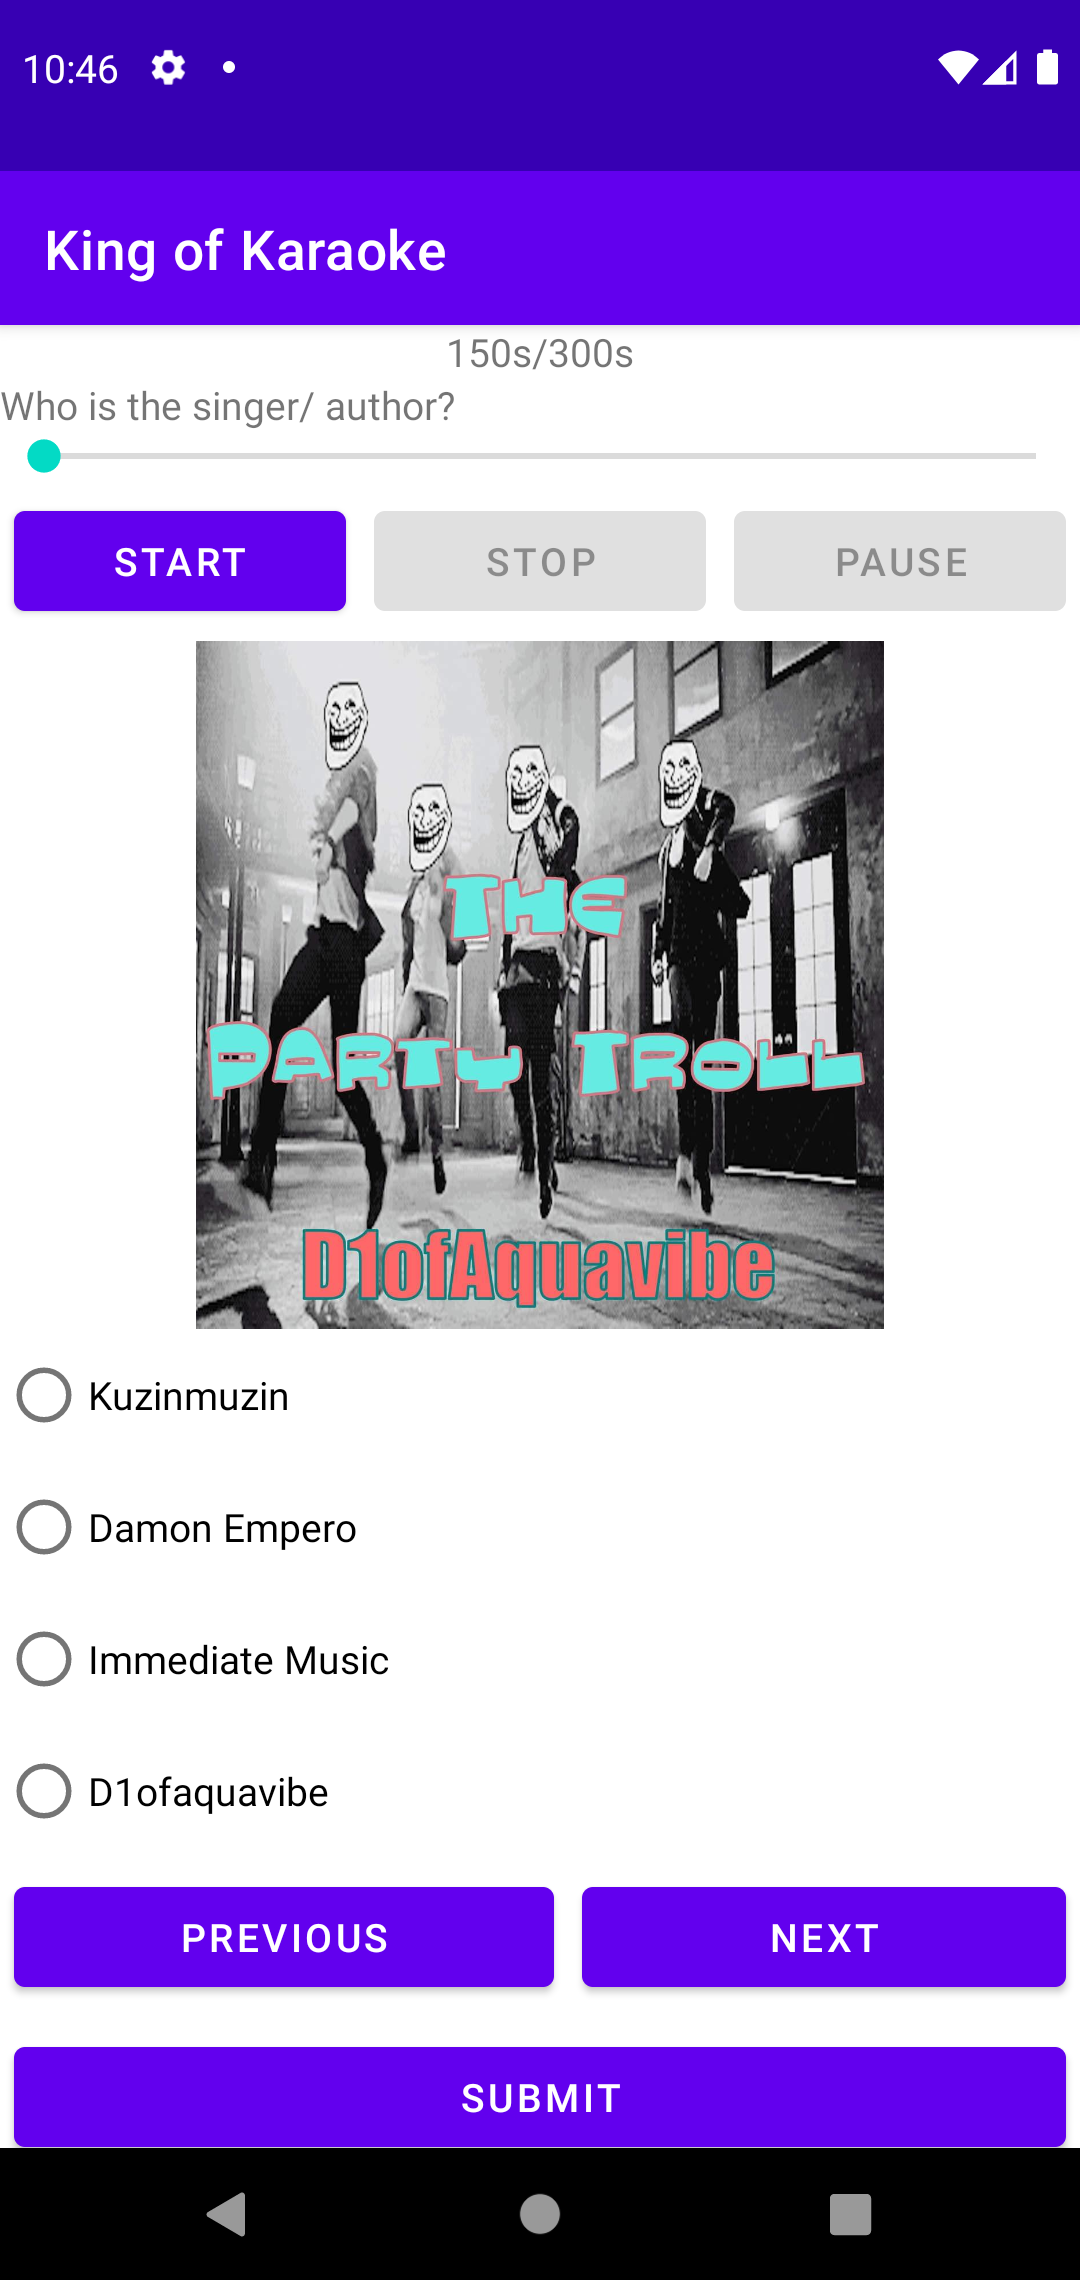 10:46
King of Karaoke
150s/300s
Who is the singer/ author?
START STOP PAUSE
THE
PARTY TROLL
D1ofAquavibe
Kuzinmuzin
Damon Empero
Immediate Music
D1ofaquavibe
PREVIOUS NEXT
SUBMIT